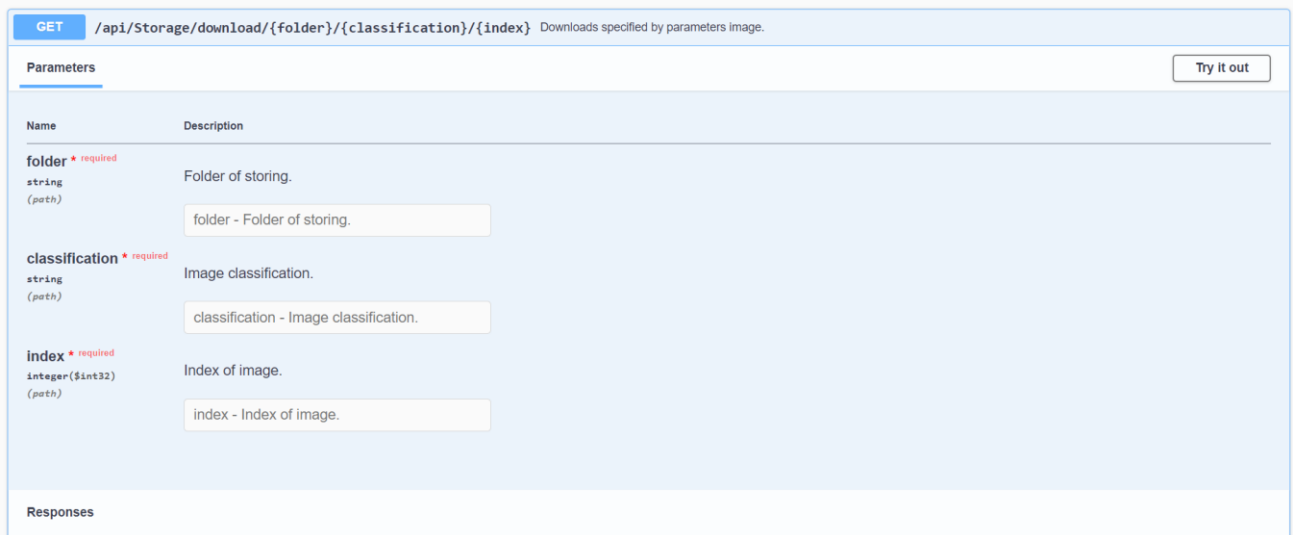 GET /api/Storage/download/{folder}/{classification}/{index} Downloads specified by parameters image.
Parameters Try it out
Name Description
folder * required
string
(path)
Folder of storing.
folder - Folder of storing.
classification * required
string
(path)
Image classification.
classification - Image classification.
index * required
integer($int32)
(path)
Index of image.
index - Index of image.
Responses